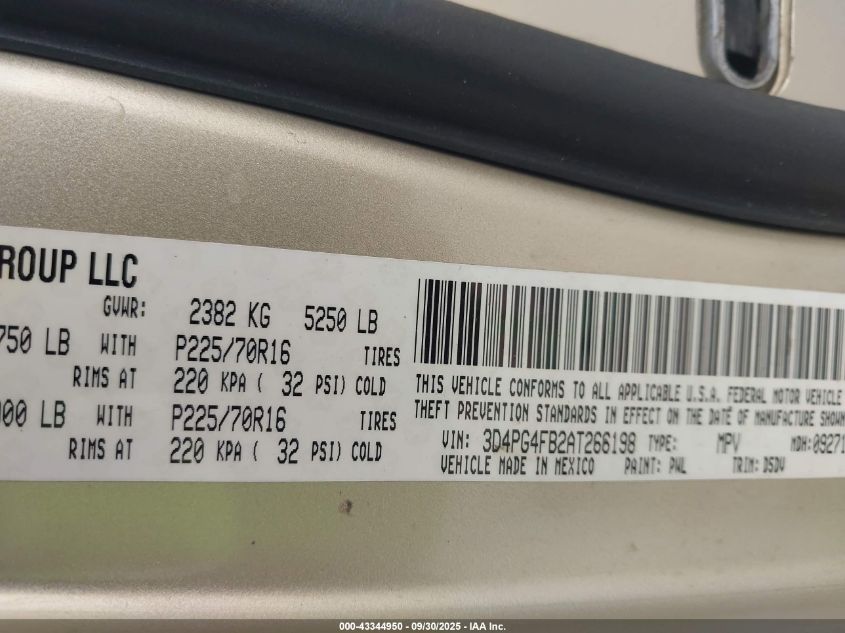 ROUP LLC
GVWR: 2382 KG 5250 LB
750 LB WITH P225/70R16 TIRES
RIMS AT 220 KPA ( 32 PSI) COLD
00 LB WITH P225/70R16 TIRES
RIMS AT 220 KPA ( 32 PSI) COLD
THIS VEHICLE CONFORMS TO ALL APPLICABLE U.S.A. FEDERAL MOTOR VEHICLE
THEFT PREVENTION STANDARDS IN EFFECT ON THE DATE OF MANUFACTURE SHOWN
VIN: 3D4PG4FB2AT266198 TYPE: MPV MDH:09271
VEHICLE MADE IN MEXICO PAINT: PWL TRIM: DSDV
000-43344950 - 09/30/2025 - IAA Inc.